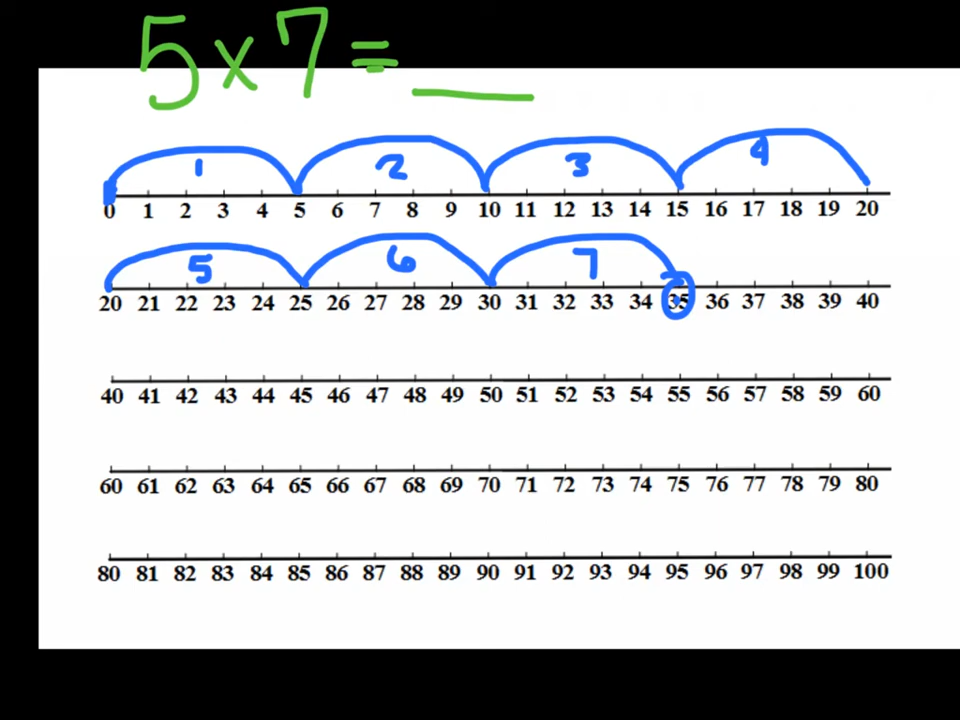 5 x 7 = ___
1 2 3 4
0 1 2 3 4 5 6 7 8 9 10 11 12 13 14 15 16 17 18 19 20
5 6 7
20 21 22 23 24 25 26 27 28 29 30 31 32 33 34 35 36 37 38 39 40
40 41 42 43 44 45 46 47 48 49 50 51 52 53 54 55 56 57 58 59 60
60 61 62 63 64 65 66 67 68 69 70 71 72 73 74 75 76 77 78 79 80
80 81 82 83 84 85 86 87 88 89 90 91 92 93 94 95 96 97 98 99 100